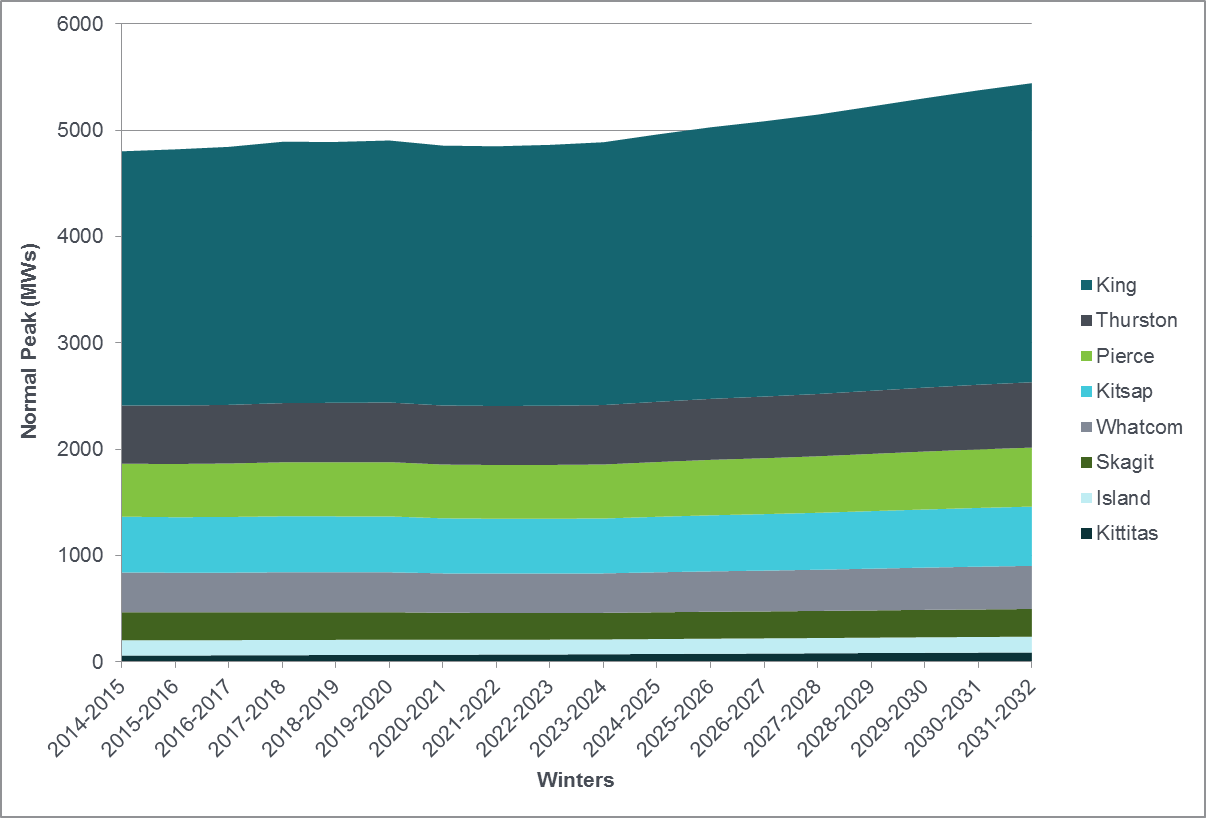 6000
5000
4000
3000
2000
1000
0
Normal Peak (MWs)
2014-2015
2015-2016
2016-2017
2017-2018
2018-2019
2019-2020
2020-2021
2021-2022
2022-2023
2023-2024
2024-2025
2025-2026
2026-2027
2027-2028
2028-2029
2029-2030
2030-2031
2031-2032
Winters
King
Thurston
Pierce
Kitsap
Whatcom
Skagit
Island
Kittitas